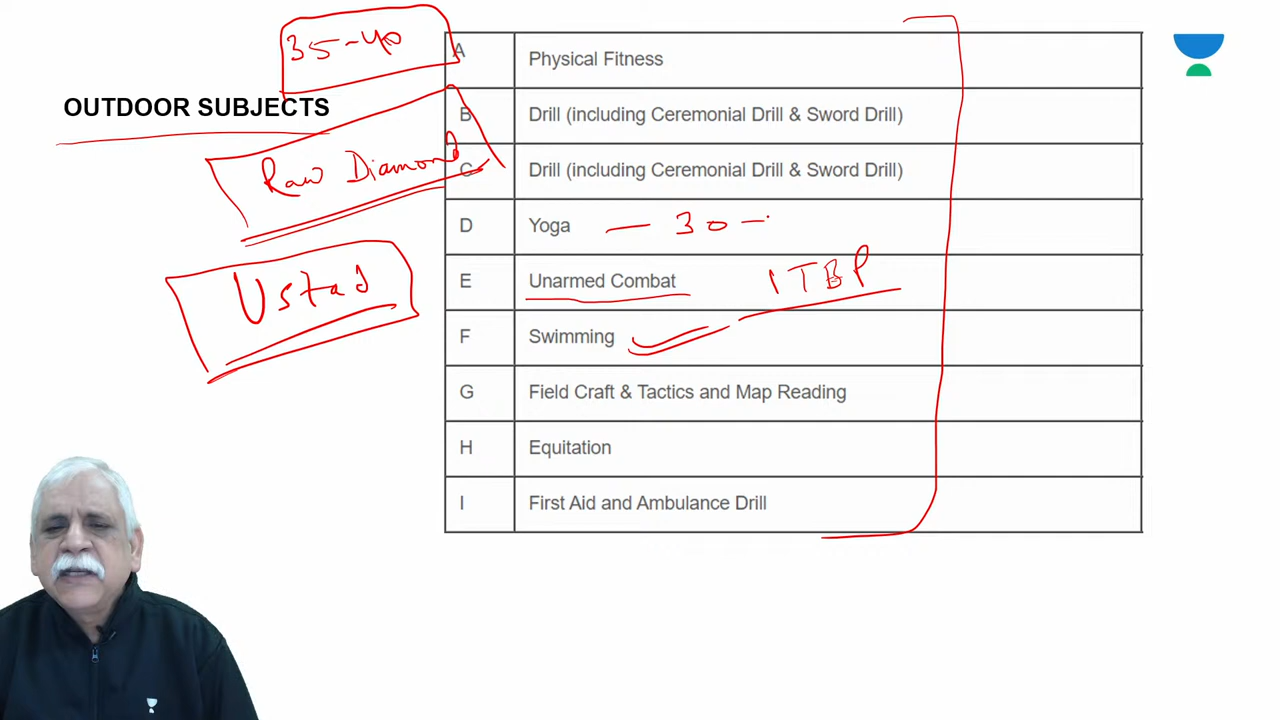 35-40
OUTDOOR SUBJECTS
Raw Diamond
Ustad
A Physical Fitness
B Drill (including Ceremonial Drill & Sword Drill)
C Drill (including Ceremonial Drill & Sword Drill)
D Yoga — 30 -
E Unarmed Combat ITBP
F Swimming
G Field Craft & Tactics and Map Reading
H Equitation
I First Aid and Ambulance Drill